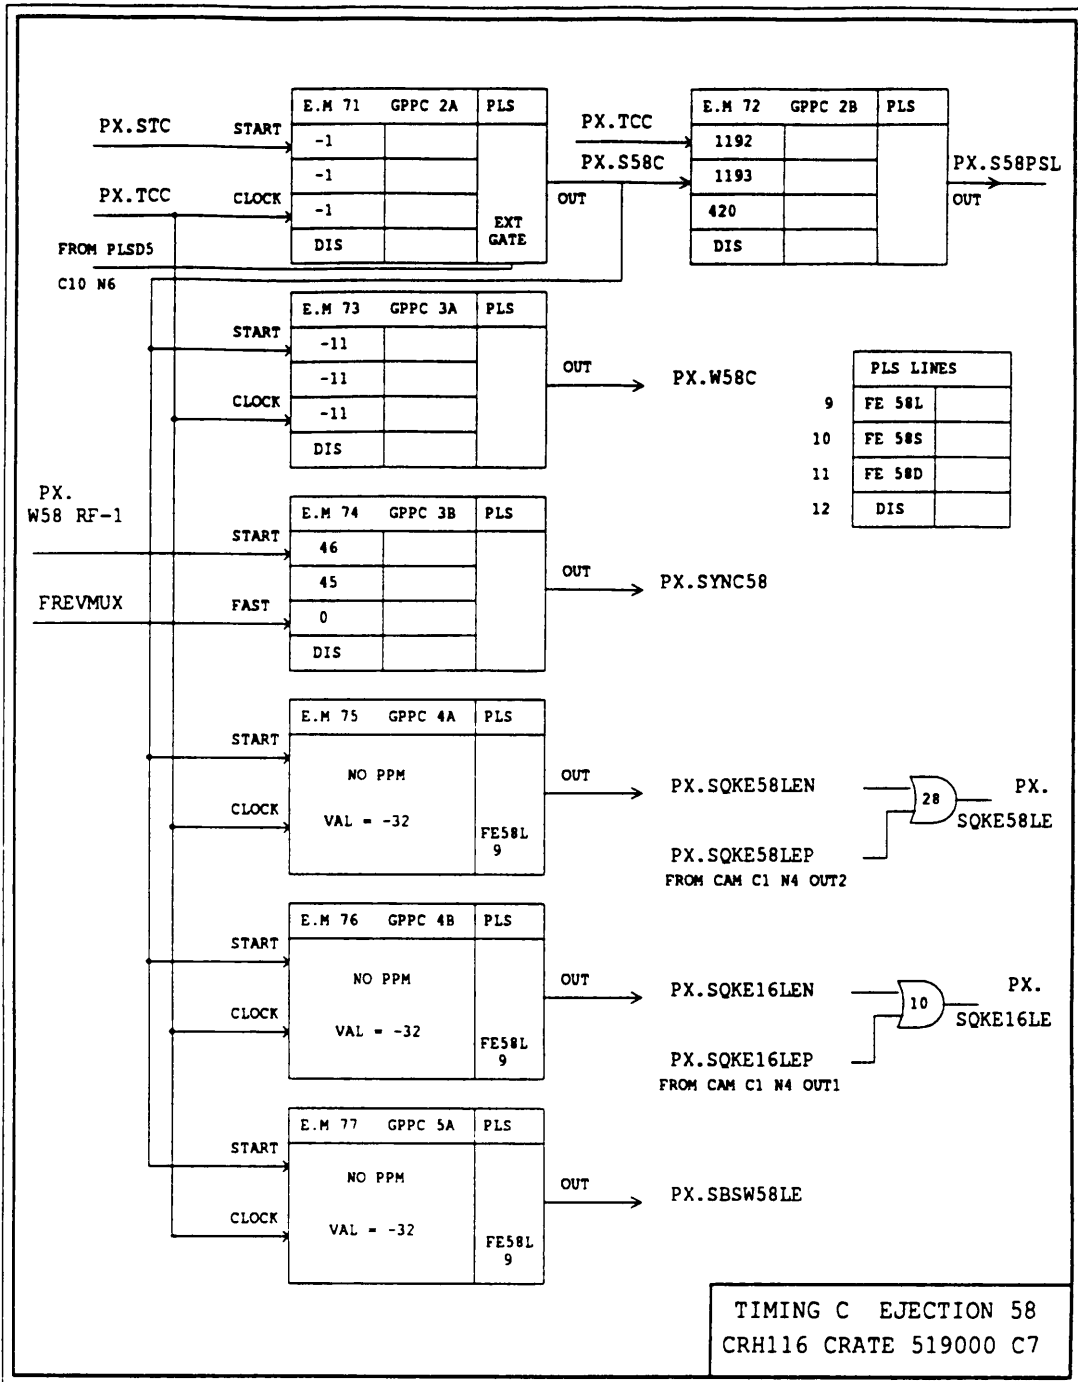 E.M 71 GPPC 2A PLS
PX.STC START -1
-1
PX.TCC CLOCK -1
DIS
EXT
GATE
OUT
FROM PLSD5
C10 N6
PX.TCC
PX.S58C
E.M 72 GPPC 2B PLS
1192
1193
420
DIS
PX.S58PSL
OUT
E.M 73 GPPC 3A PLS
START -11
-11
CLOCK -11
DIS
OUT PX.W58C
PLS LINES
9 FE 58L
10 FE 58S
11 FE 58D
12 DIS
PX.
W58 RF-1
E.M 74 GPPC 3B PLS
START 46
45
FREVMUX FAST 0
DIS
OUT PX.SYNC58
E.M 75 GPPC 4A PLS
START
NO PPM
CLOCK
VAL = -32
FE58L
9
OUT PX.SQKE58LEN
28
PX.
SQKE58LE
PX.SQKE58LEP
FROM CAM C1 N4 OUT2
E.M 76 GPPC 4B PLS
START
NO PPM
CLOCK
VAL = -32
FE58L
9
OUT PX.SQKE16LEN
10
PX.
SQKE16LE
PX.SQKE16LEP
FROM CAM C1 N4 OUT1
E.M 77 GPPC 5A PLS
START
NO PPM
CLOCK
VAL = -32
FE58L
9
OUT PX.SBSW58LE
TIMING C EJECTION 58
CRH116 CRATE 519000 C7